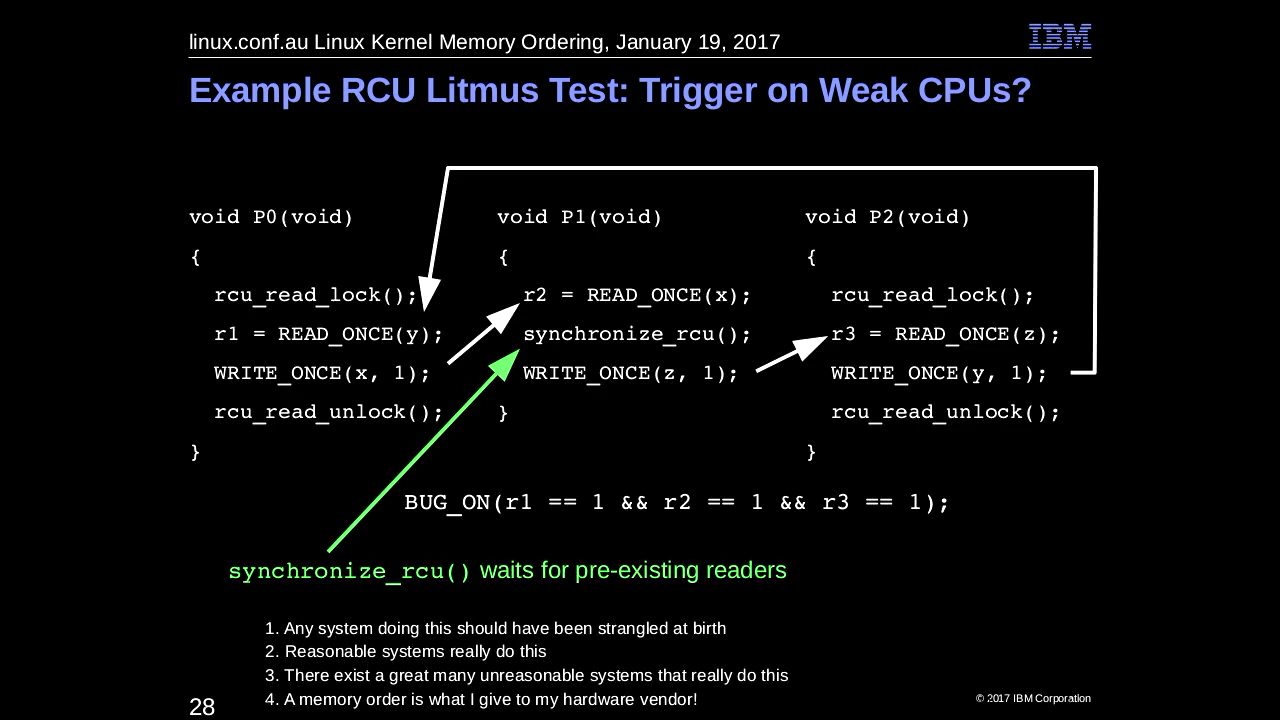 linux.conf.au Linux Kernel Memory Ordering, January 19, 2017
IBM
Example RCU Litmus Test: Trigger on Weak CPUs?
void P0(void)
{
rcu_read_lock();
r1 = READ_ONCE(y);
WRITE_ONCE(x, 1);
rcu_read_unlock();
}
void P1(void)
{
r2 = READ_ONCE(x);
synchronize_rcu();
WRITE_ONCE(z, 1);
}
void P2(void)
{
rcu_read_lock();
r3 = READ_ONCE(z);
WRITE_ONCE(y, 1);
rcu_read_unlock();
}
BUG_ON(r1 == 1 && r2 == 1 && r3 == 1);
synchronize_rcu() waits for pre-existing readers
1. Any system doing this should have been strangled at birth
2. Reasonable systems really do this
3. There exist a great many unreasonable systems that really do this
4. A memory order is what I give to my hardware vendor!
28
© 2017 IBM Corporation